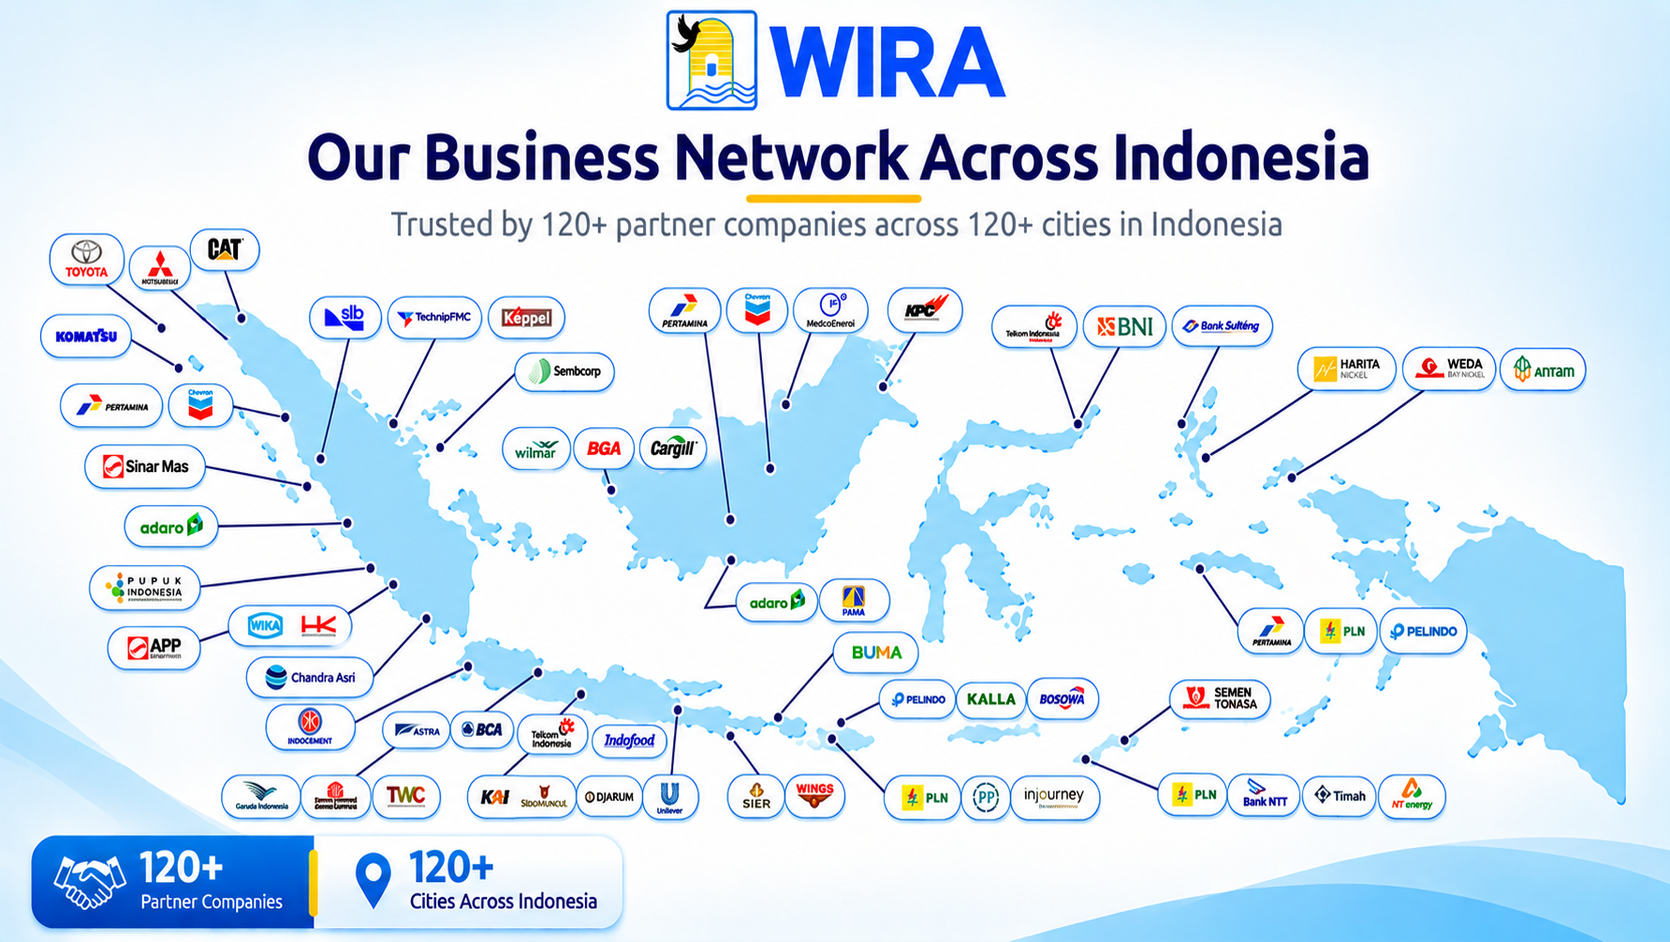 WIRA
Our Business Network Across Indonesia
Trusted by 120+ partner companies across 120+ cities in Indonesia
TOYOTA
CAT
KOMATSU
slb
TechnipFMC
Keppel
Sembcorp
PERTAMINA
Chevron
MedcoEneroi
KPC
Telkom Indonesia
BNI
Bank Sulténg
HARITA
NICKEL
WEDA
BAY NICKEL
ANTAM
PERTAMINA
Chevron
Sinar Mas
wilmar
BGA
Cargill
adaro
PUPUK
INDONESIA
WIKA
HK
APP
Chandra Asri
INDOCEMENT
adaro
PAMA
BUMA
PELINDO
KALLA
BOSOWA
PERTAMINA
PLN
PELINDO
SEMEN
TONASA
ASTRA
BCA
Telkom
Indonesia
Indofood
Garuda Indonesia
TWC
KAI
SIDOMUNCUL
DJARUM
Unilever
SIER
WINGS
PLN
PP
injourney
PLN
Bank NTT
Timah
NT energy
120+
Partner Companies
120+
Cities Across Indonesia